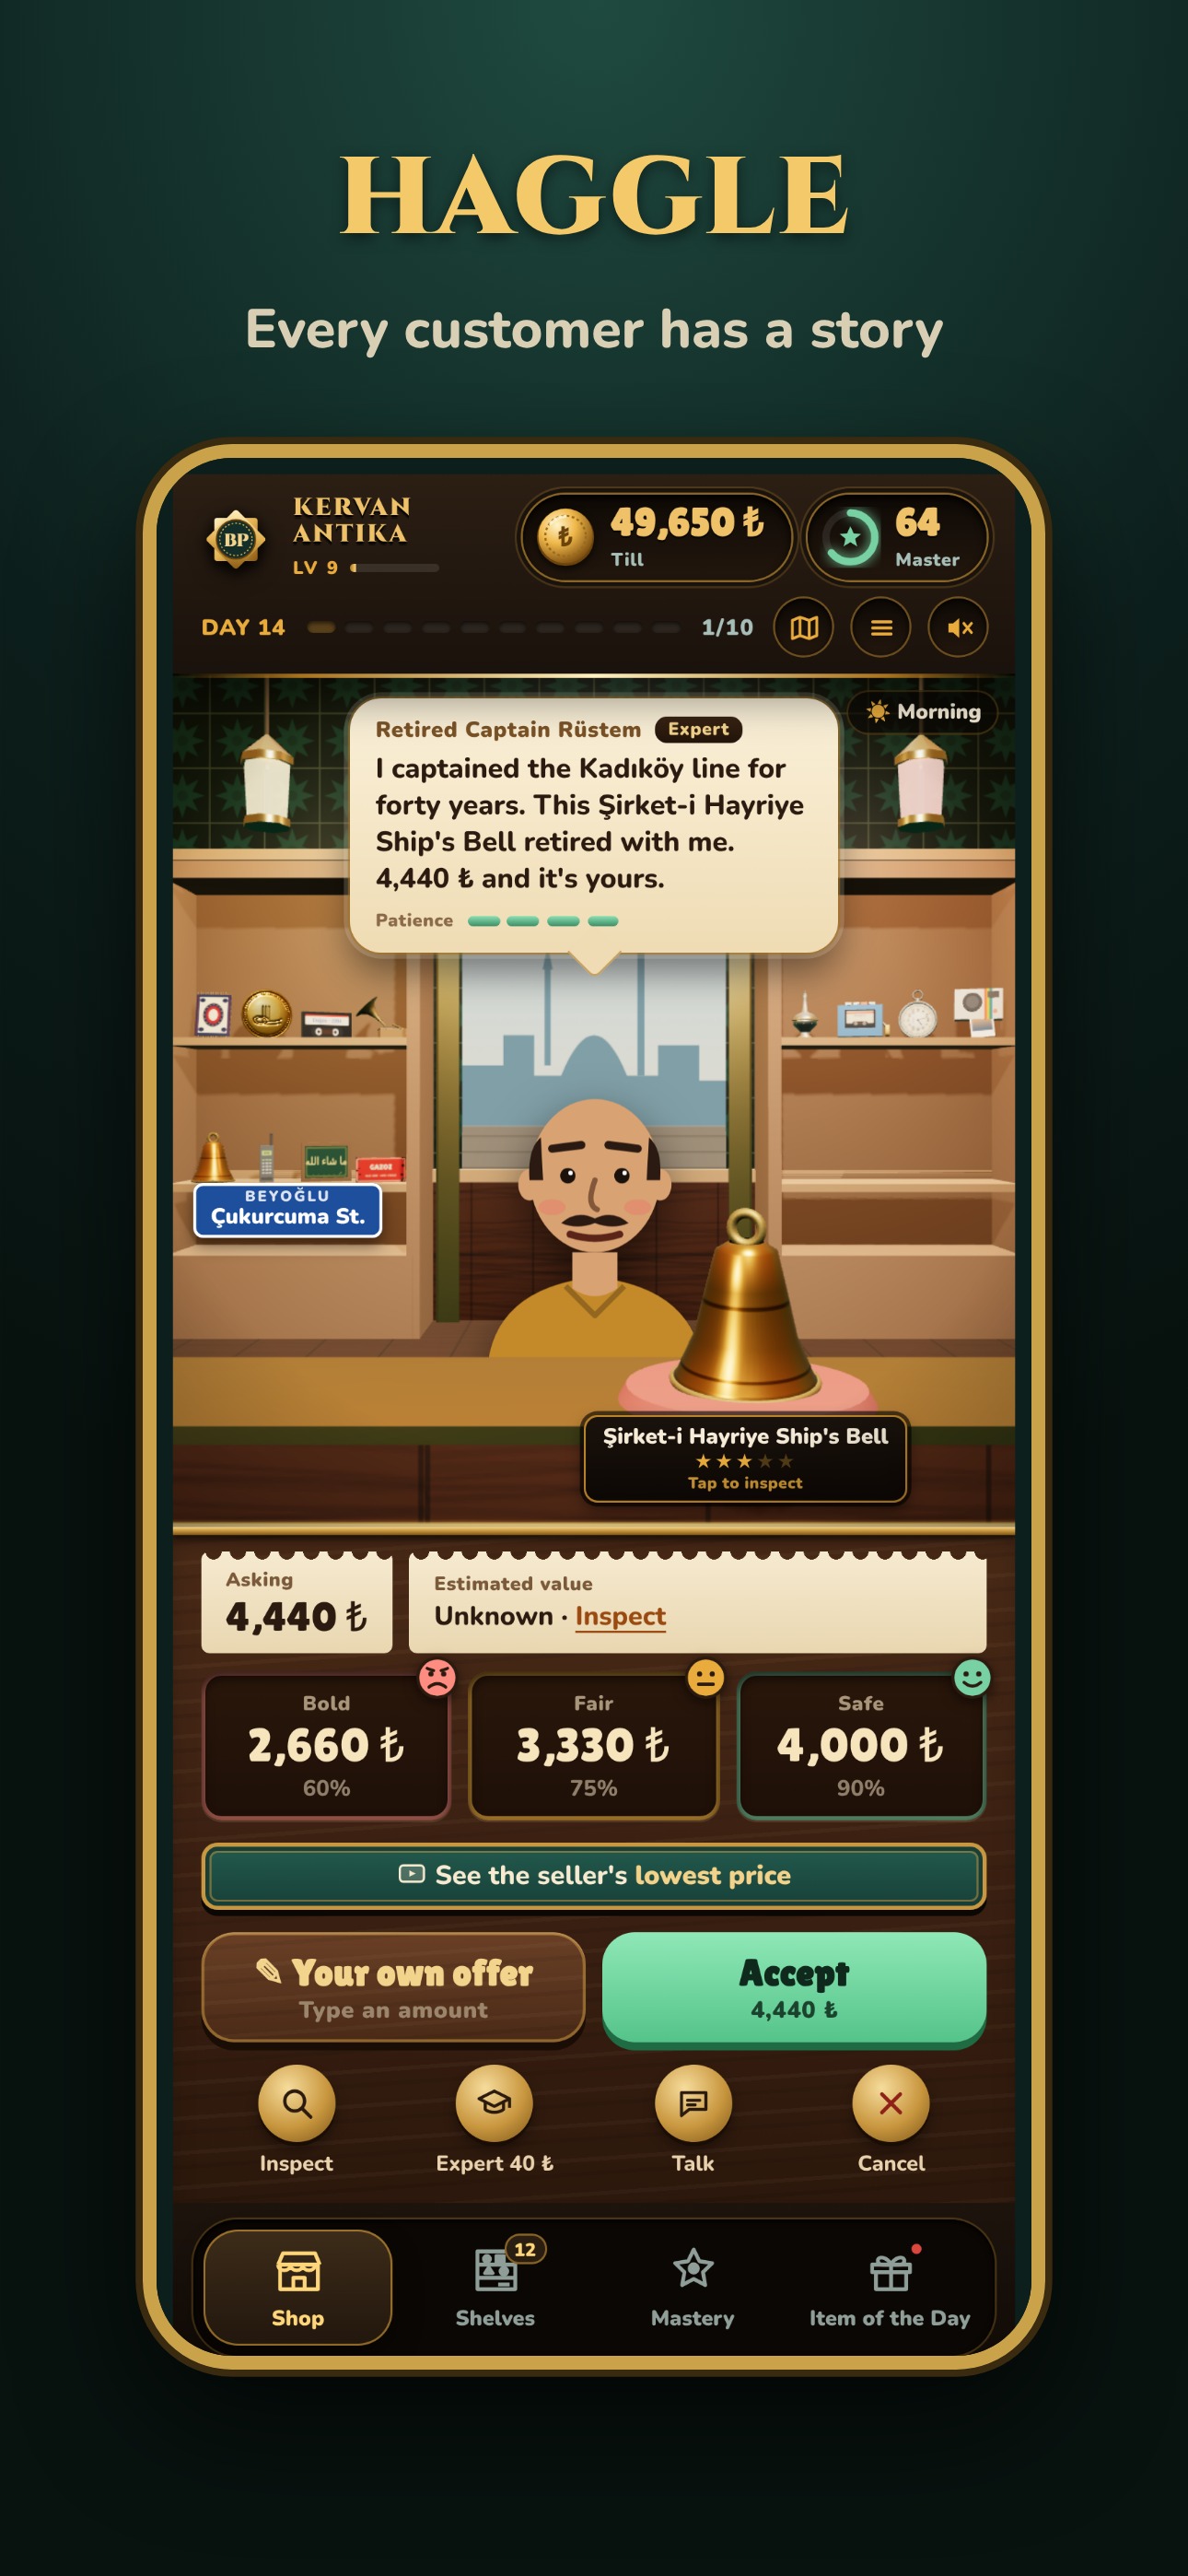 HAGGLE
Every customer has a story
BP
KERVAN
ANTIKA
LV 9
₺
49,650 ₺
Till
64
Master
DAY 14
1/10
Morning
Retired Captain Rüstem Expert
I captained the Kadıköy line for
forty years. This Şirket-i Hayriye
Ship's Bell retired with me.
4,440 ₺ and it's yours.
Patience
ما شاء الله
GAZOZ
BEYOĞLU
Çukurcuma St.
Şirket-i Hayriye Ship's Bell
Tap to inspect
Asking
4,440 ₺
Estimated value
Unknown · Inspect
Bold
2,660 ₺
60%
Fair
3,330 ₺
75%
Safe
4,000 ₺
90%
See the seller's lowest price
✎ Your own offer
Type an amount
Accept
4,440 ₺
Inspect
Expert 40 ₺
Talk
Cancel
Shop
12
Shelves
Mastery
Item of the Day